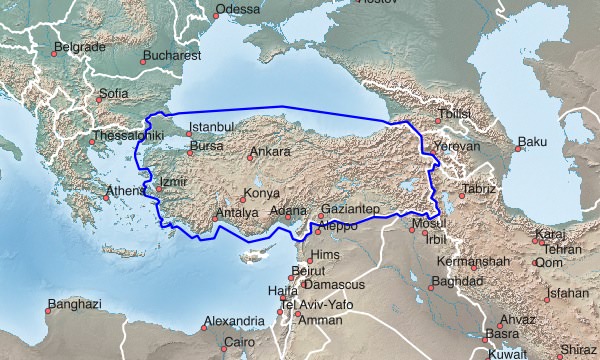 Rostov
Odessa
Belgrade
Bucharest
Sofia
Tbilisi
Istanbul
Thessaloniki
Baku
Yerevan
Bursa
Ankara
Izmir
Tabriz
Athens
Konya
Antalya
Adana
Gaziantep
Aleppo
Mosul
Irbil
Karaj
Tehran
Hims
Qom
Kermanshah
Beirut
Damascus
Baghdad
Haifa
Isfahan
Banghazi
Tel Aviv-Yafo
Amman
Alexandria
Ahvaz
Cairo
Basra
Kuwait
Shiraz